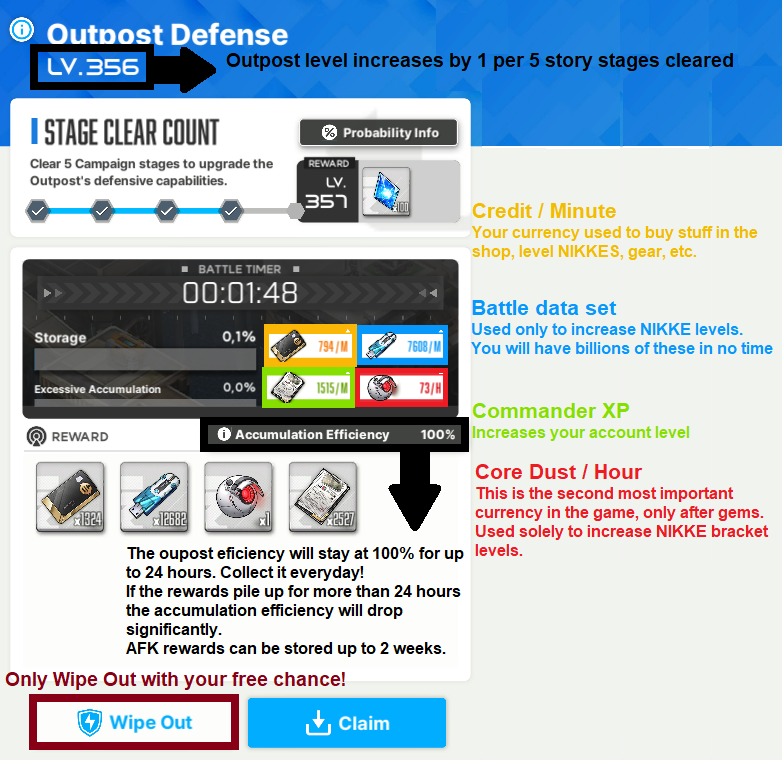 Outpost Defense
LV.356
Outpost level increases by 1 per 5 story stages cleared
STAGE CLEAR COUNT
Probability Info
Clear 5 Campaign stages to upgrade the
Outpost's defensive capabilities.
REWARD
LV.
357
100
Credit / Minute
Your currency used to buy stuff in the
shop, level NIKKES, gear, etc.
BATTLE TIMER
00:01:48
Storage 0,1%
794/M
7608/M
Excessive Accumulation 0,0%
1515/M
73/H
Battle data set
Used only to increase NIKKE levels.
You will have billions of these in no time
Commander XP
Increases your account level
REWARD
Accumulation Efficiency 100%
x1324
x12682
x1
x2527
Core Dust / Hour
This is the second most important
currency in the game, only after gems.
Used solely to increase NIKKE bracket
levels.
The oupost eficiency will stay at 100% for up
to 24 hours. Collect it everyday!
If the rewards pile up for more than 24 hours
the accumulation efficiency will drop
significantly.
AFK rewards can be stored up to 2 weeks.
Only Wipe Out with your free chance!
Wipe Out
Claim